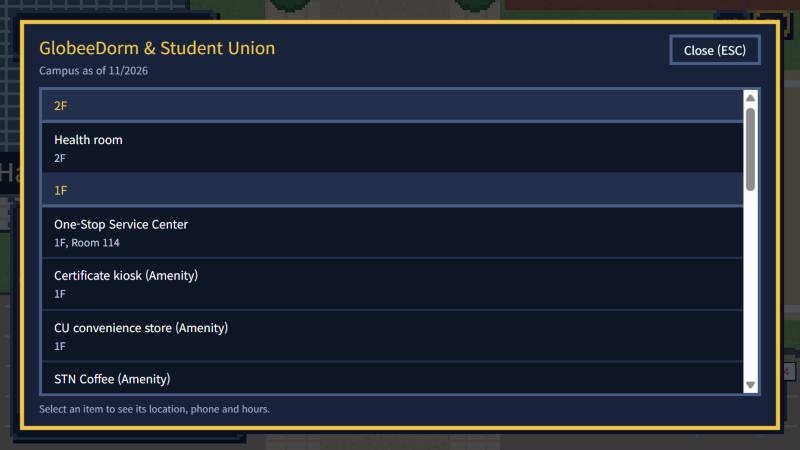 GlobeeDorm & Student Union
Close (ESC)
Campus as of 11/2026
2F
Health room
2F
1F
One-Stop Service Center
1F, Room 114
Certificate kiosk (Amenity)
1F
CU convenience store (Amenity)
1F
STN Coffee (Amenity)
Select an item to see its location, phone and hours.
Ha
4